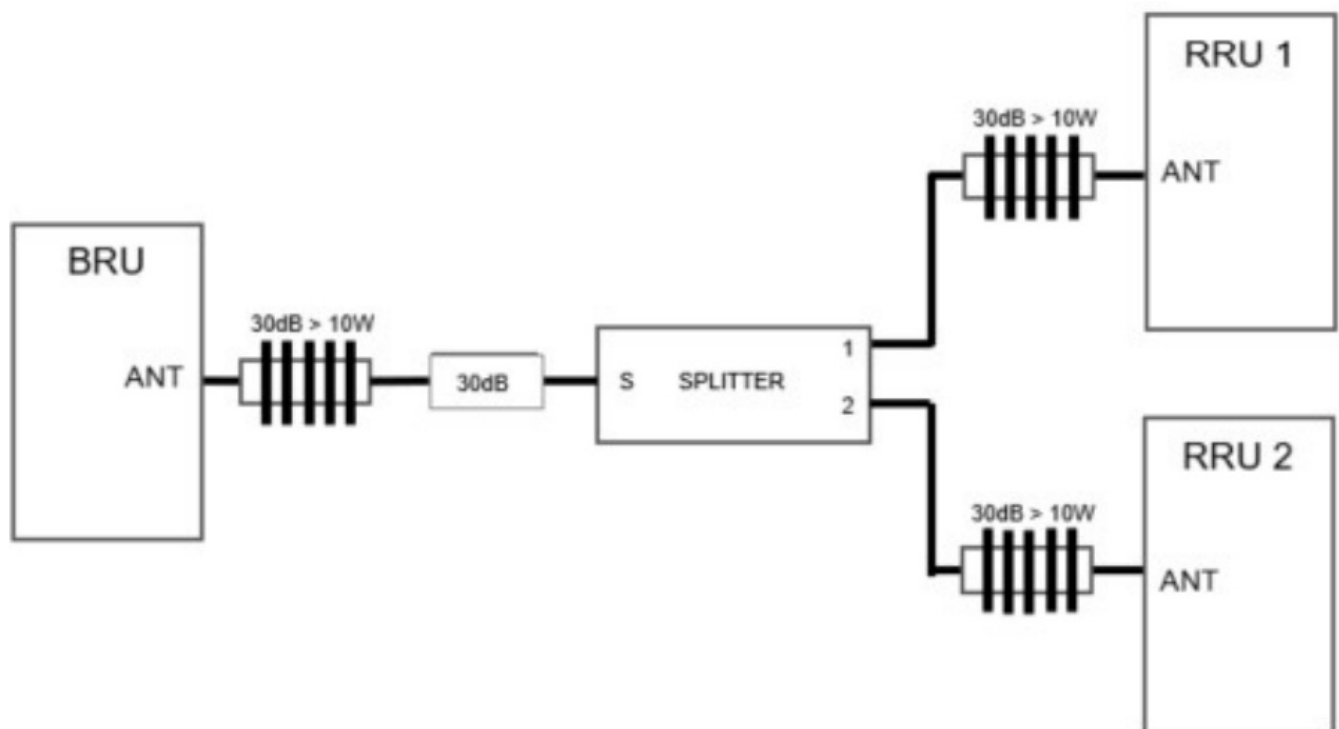 RRU 1
30dB > 10W
ANT
BRU
30dB > 10W
ANT
30dB
S SPLITTER
1
2
RRU 2
30dB > 10W
ANT